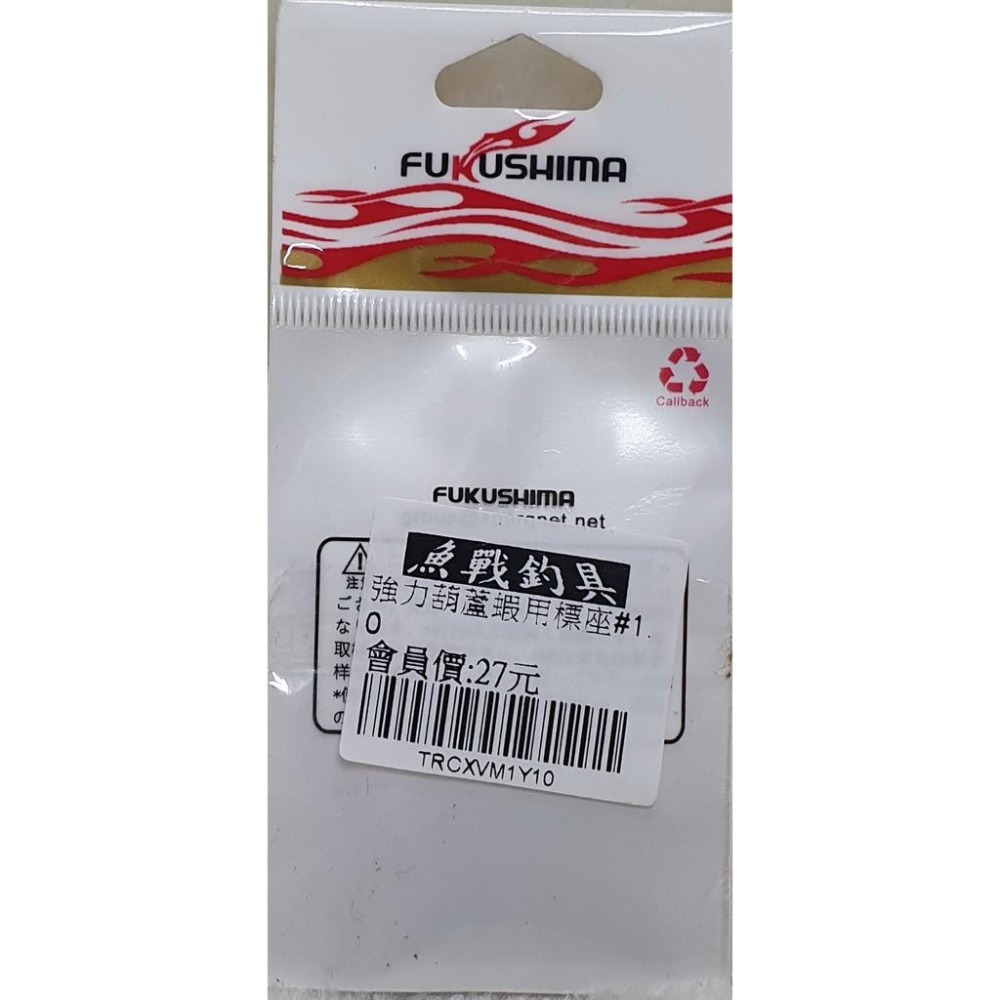 FUKUSHIMA
Callback
FUKUSHIMA
魚戰釣具
強力葫蘆蝦用標座#1.
0
會員價:27元
TRCXVM1Y10